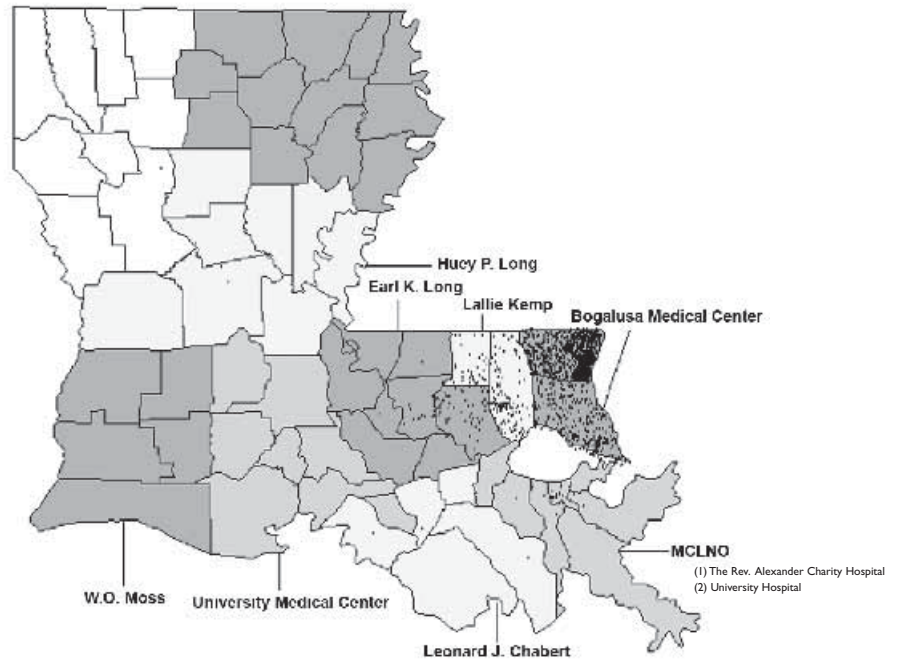 Huey P. Long
Earl K. Long
Lallie Kemp
Bogalusa Medical Center
MCLNO
(1) The Rev. Alexander Charity Hospital
(2) University Hospital
W.O. Moss
University Medical Center
Leonard J. Chabert